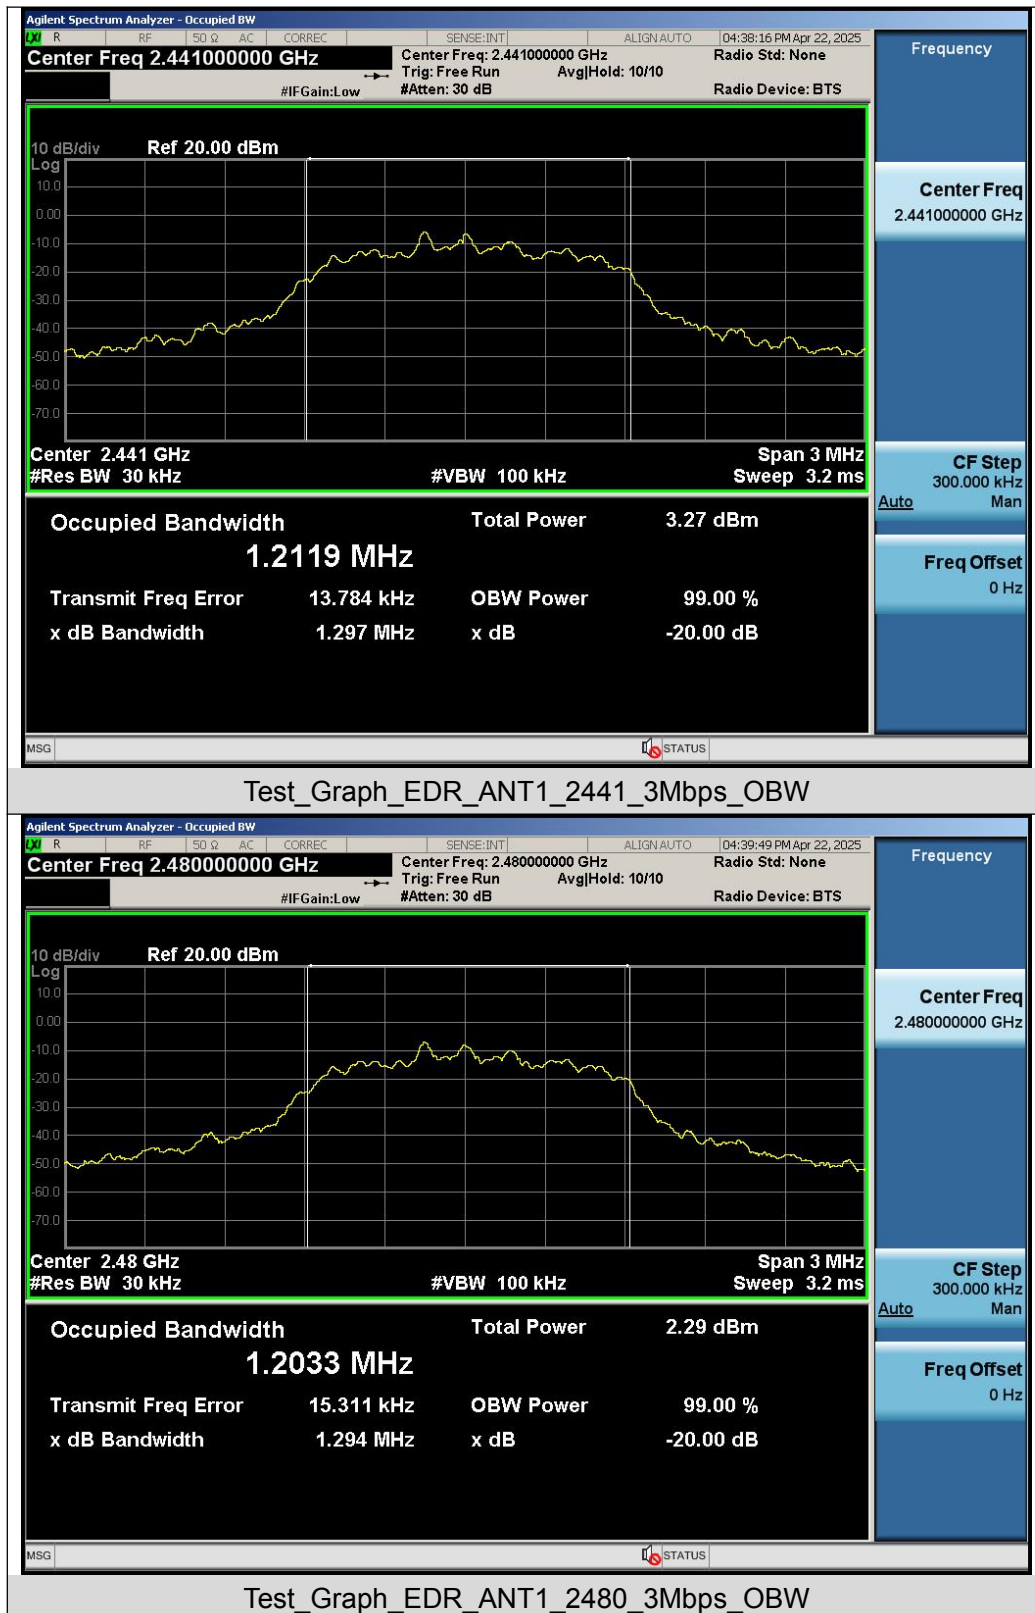 Agilent Spectrum Analyzer - Occupied BW
LXI R RF 50 Ω AC CORREC SENSE:INT ALIGN AUTO 04:38:16 PM Apr 22, 2025
Center Freq 2.441000000 GHz
Center Freq: 2.441000000 GHz Radio Std: None
Trig: Free Run Avg|Hold: 10/10
#IFGain:Low #Atten: 30 dB Radio Device: BTS
Frequency
10 dB/div Ref 20.00 dBm
Log
10.0
0.00
-10.0
-20.0
-30.0
-40.0
-50.0
-60.0
-70.0
Center 2.441 GHz Span 3 MHz
#Res BW 30 kHz #VBW 100 kHz Sweep 3.2 ms
Center Freq
2.441000000 GHz
CF Step
300.000 kHz
Auto Man
Freq Offset
0 Hz
Occupied Bandwidth Total Power 3.27 dBm
1.2119 MHz
Transmit Freq Error 13.784 kHz OBW Power 99.00 %
x dB Bandwidth 1.297 MHz x dB -20.00 dB
MSG STATUS
Test_Graph_EDR_ANT1_2441_3Mbps_OBW
Agilent Spectrum Analyzer - Occupied BW
LXI R RF 50 Ω AC CORREC SENSE:INT ALIGN AUTO 04:39:49 PM Apr 22, 2025
Center Freq 2.480000000 GHz
Center Freq: 2.480000000 GHz Radio Std: None
Trig: Free Run Avg|Hold: 10/10
#IFGain:Low #Atten: 30 dB Radio Device: BTS
Frequency
10 dB/div Ref 20.00 dBm
Log
10.0
0.00
-10.0
-20.0
-30.0
-40.0
-50.0
-60.0
-70.0
Center 2.48 GHz Span 3 MHz
#Res BW 30 kHz #VBW 100 kHz Sweep 3.2 ms
Center Freq
2.480000000 GHz
CF Step
300.000 kHz
Auto Man
Freq Offset
0 Hz
Occupied Bandwidth Total Power 2.29 dBm
1.2033 MHz
Transmit Freq Error 15.311 kHz OBW Power 99.00 %
x dB Bandwidth 1.294 MHz x dB -20.00 dB
MSG STATUS
Test_Graph_EDR_ANT1_2480_3Mbps_OBW